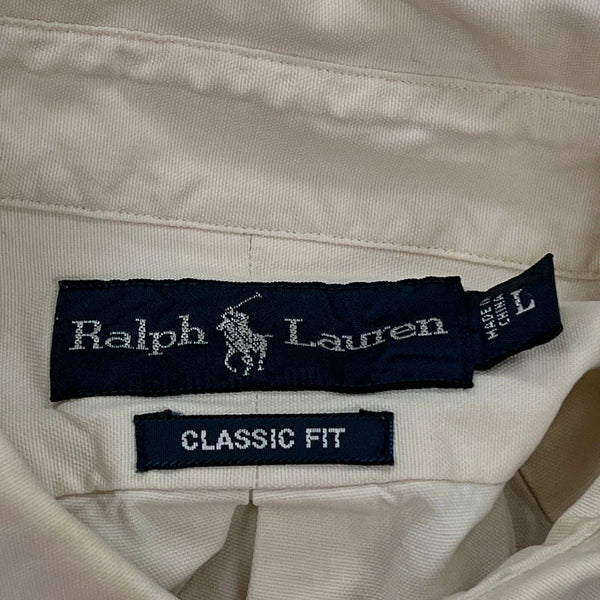 Ralph Lauren
MADE IN
CHINA
L
CLASSIC FIT